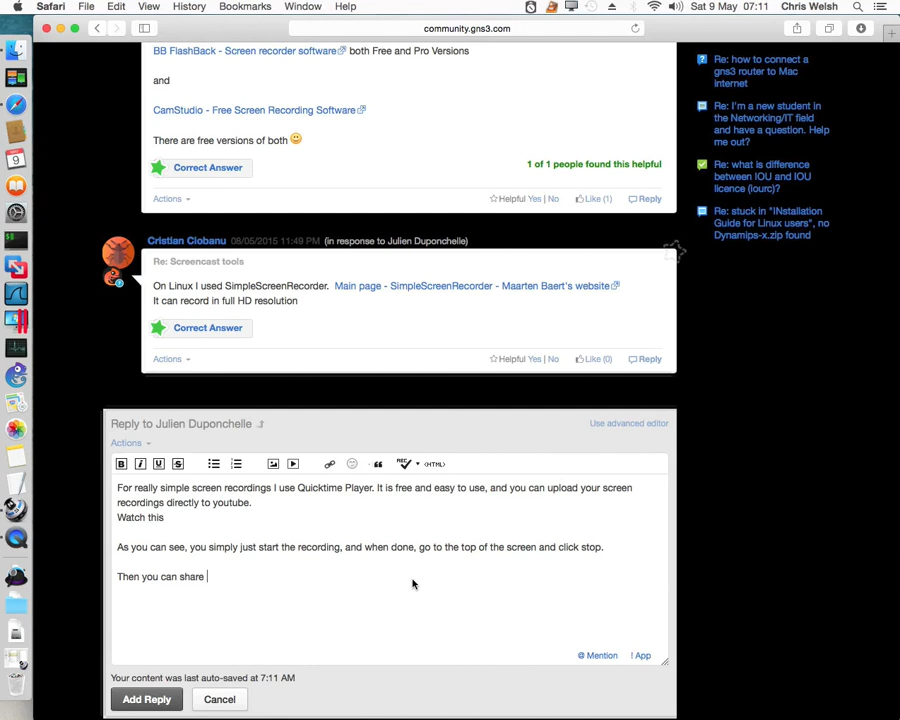 Safari File Edit View History Bookmarks Window Help Sat 9 May 07:11 Chris Welsh
community.gns3.com
BB FlashBack - Screen recorder software both Free and Pro Versions
and
CamStudio - Free Screen Recording Software
There are free versions of both
Correct Answer
1 of 1 people found this helpful
Actions
Helpful Yes | No Like (1) Reply
Cristian Ciobanu 08/05/2015 11:49 PM (in response to Julien Duponchelle)
Re: Screencast tools
On Linux I used SimpleScreenRecorder. Main page - SimpleScreenRecorder - Maarten Baert's website
It can record in full HD resolution
Correct Answer
Actions
Helpful Yes | No Like (0) Reply
Reply to Julien Duponchelle
Use advanced editor
Actions
B I U S <HTML>
For really simple screen recordings I use Quicktime Player. It is free and easy to use, and you can upload your screen
recordings directly to youtube.
Watch this
As you can see, you simply just start the recording, and when done, go to the top of the screen and click stop.
Then you can share
@ Mention ! App
Your content was last auto-saved at 7:11 AM
Add Reply Cancel
Re: how to connect a
gns3 router to Mac
internet
Re: I'm a new student in
the Networking/IT field
and have a question. Help
me out?
Re: what is difference
between IOU and IOU
licence (iourc)?
Re: stuck in "INstallation
Guide for Linux users", no
Dynamips-x.zip found